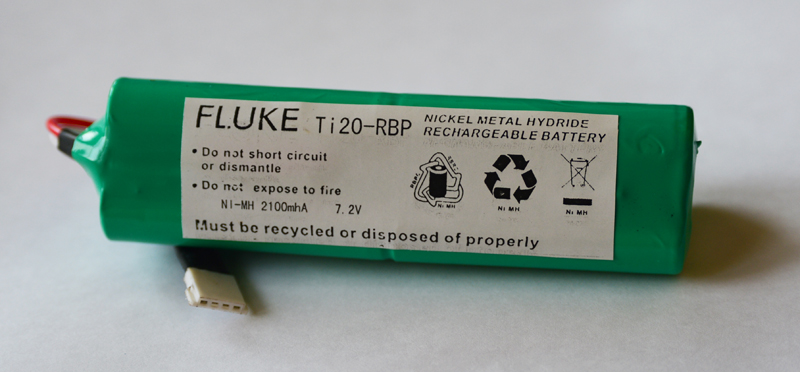 FLUKE Ti20-RBP
NICKEL METAL HYDRIDE
RECHARGEABLE BATTERY
• Do not short circuit
or dismantle
• Do not expose to fire
NI-MH 2100mhA 7.2V
Ni MH
Ni MH
Ni MH
Must be recycled or disposed of properly